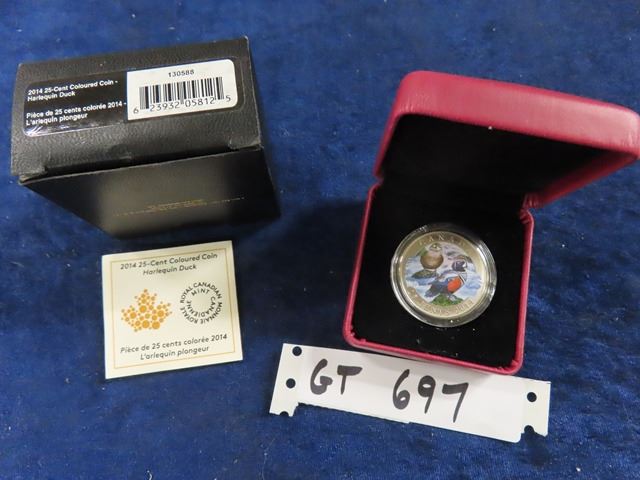 2014 25-Cent Coloured Coin -
Harlequin Duck
Pièce de 25 cents colorée 2014 -
L'arlequin plongeur
130588
6 23932 05812 5
2014 25-Cent Coloured Coin
Harlequin Duck
ROYAL CANADIAN MINT
MONNAIE ROYALE CANADIENNE
Pièce de 25 cents colorée 2014
L'arlequin plongeur
CANADA
GT 697